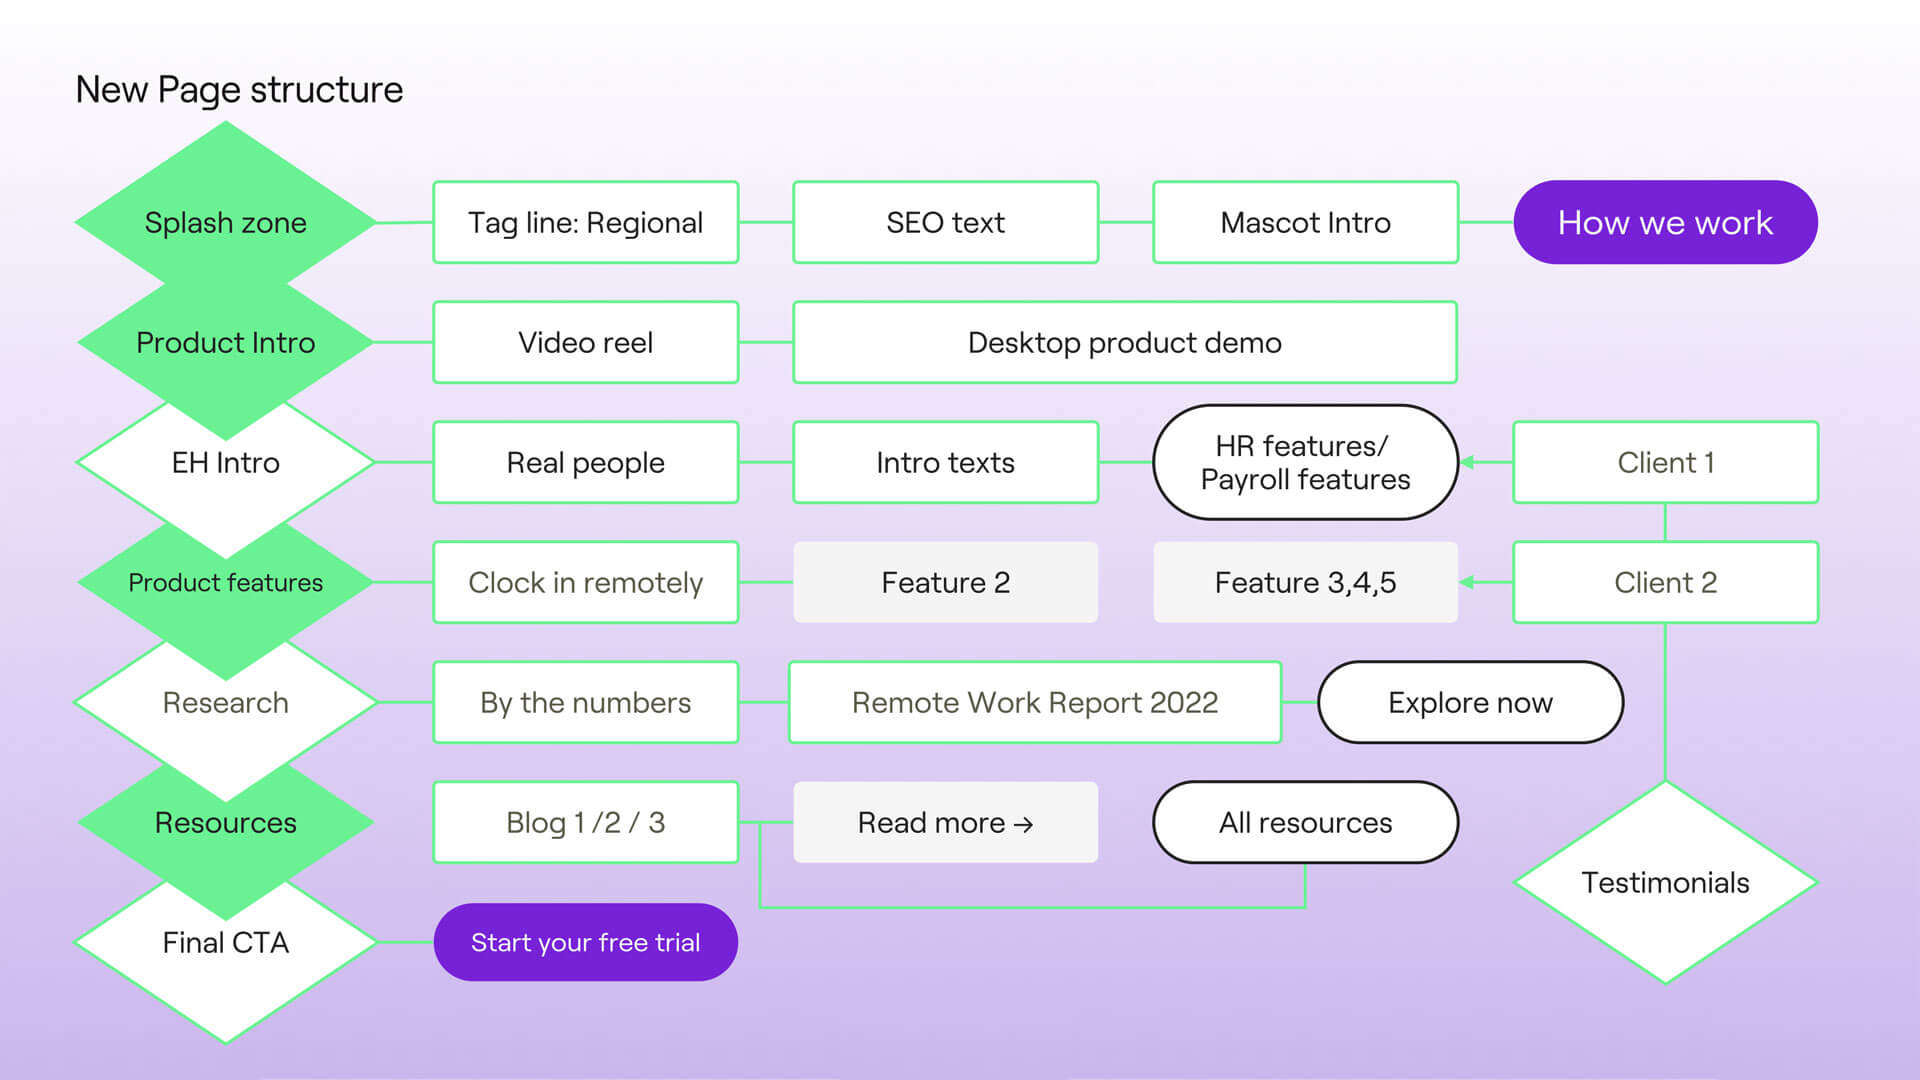 New Page structure
Splash zone
Tag line: Regional
SEO text
Mascot Intro
How we work
Product Intro
Video reel
Desktop product demo
EH Intro
Real people
Intro texts
HR features/
Payroll features
Client 1
Product features
Clock in remotely
Feature 2
Feature 3,4,5
Client 2
Research
By the numbers
Remote Work Report 2022
Explore now
Resources
Blog 1 /2 / 3
Read more →
All resources
Testimonials
Final CTA
Start your free trial